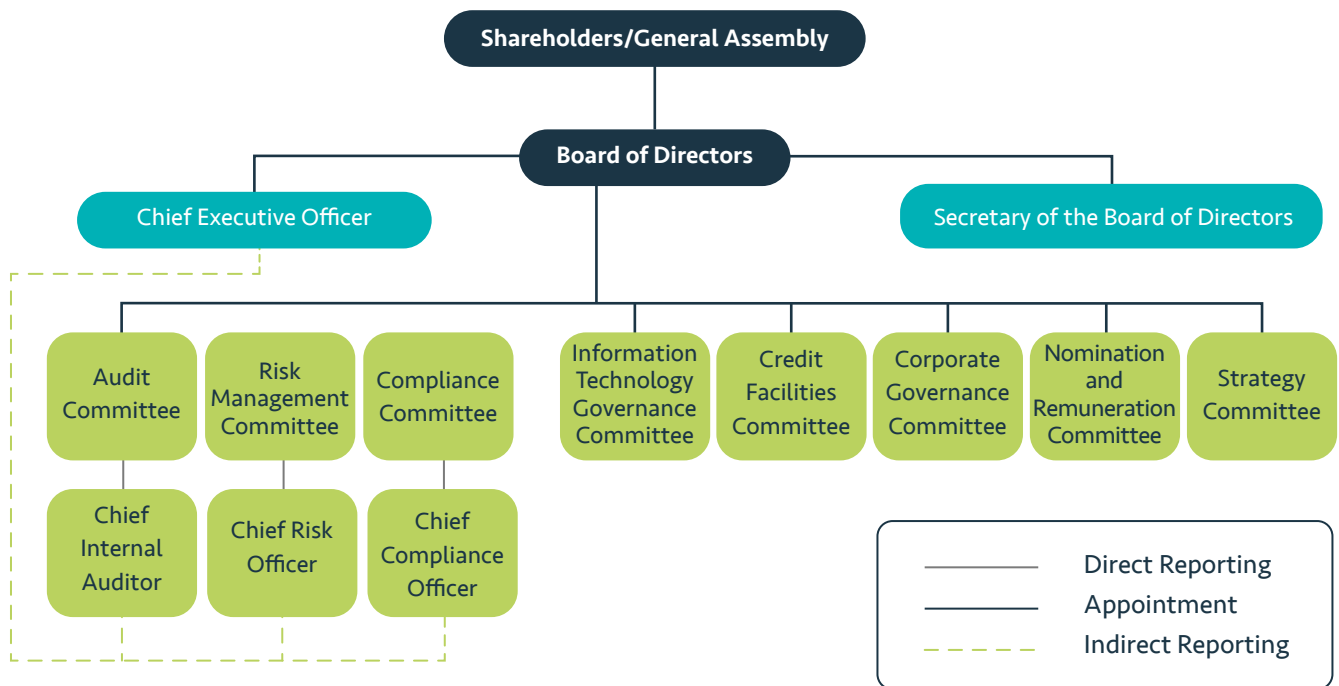 Shareholders/General Assembly
Board of Directors
Chief Executive Officer
Secretary of the Board of Directors
Audit
Committee
Risk
Management
Committee
Compliance
Committee
Information
Technology
Governance
Committee
Credit
Facilities
Committee
Corporate
Governance
Committee
Nomination
and
Remuneration
Committee
Strategy
Committee
Chief
Internal
Auditor
Chief Risk
Officer
Chief
Compliance
Officer
Direct Reporting
Appointment
Indirect Reporting